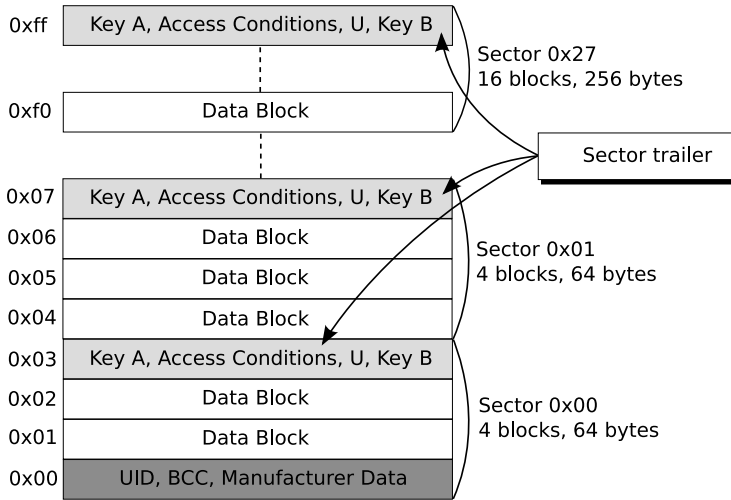 0xff Key A, Access Conditions, U, Key B
Sector 0x27
16 blocks, 256 bytes
0xf0 Data Block
Sector trailer
0x07 Key A, Access Conditions, U, Key B
0x06 Data Block
Sector 0x01
4 blocks, 64 bytes
0x05 Data Block
0x04 Data Block
0x03 Key A, Access Conditions, U, Key B
0x02 Data Block
Sector 0x00
4 blocks, 64 bytes
0x01 Data Block
0x00 UID, BCC, Manufacturer Data